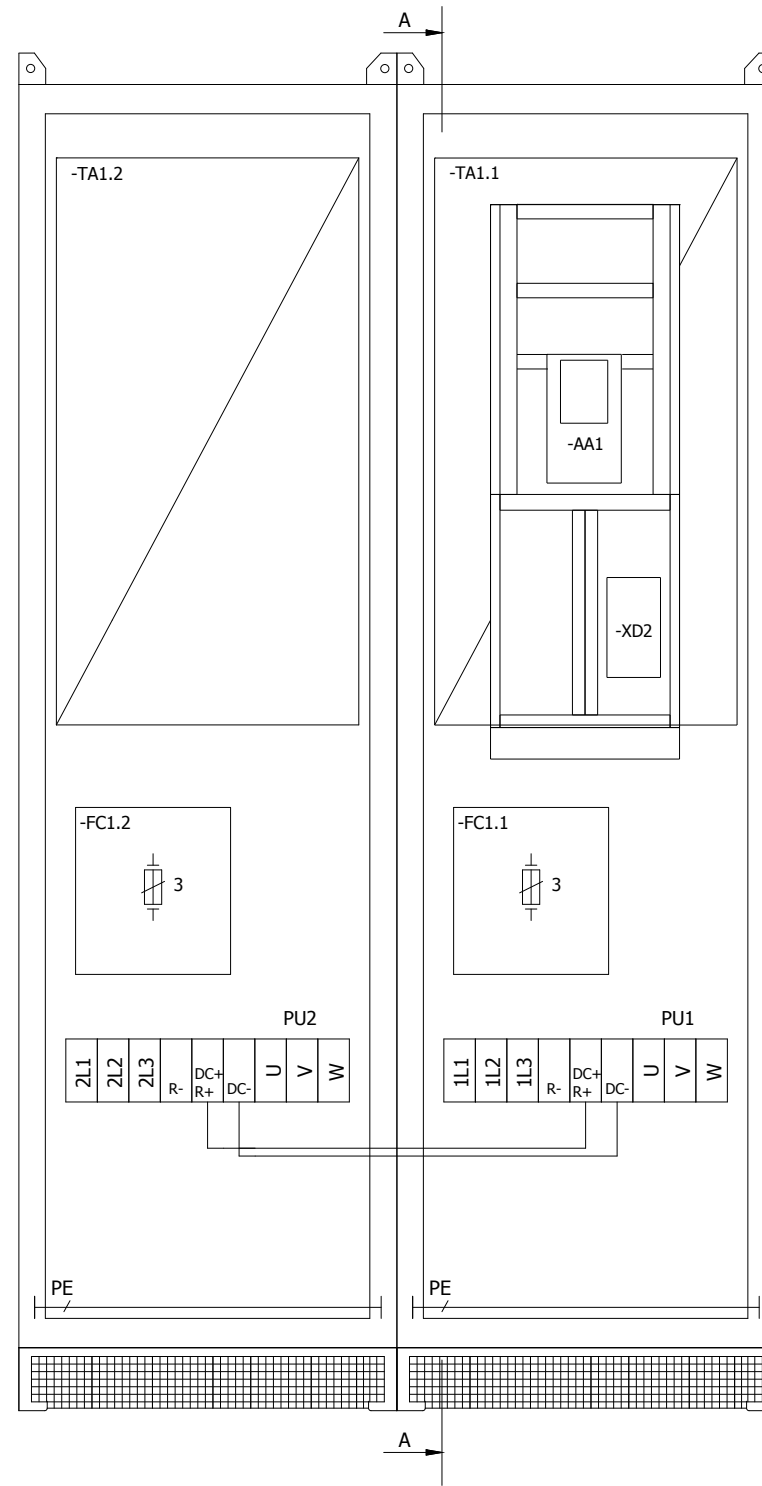 A
-TA1.2
-TA1.1
-AA1
-XD2
-FC1.2
3
-FC1.1
3
PU2
PU1
2L1 2L2 2L3 R- DC+ R+ DC- U V W
1L1 1L2 1L3 R- DC+ R+ DC- U V W
PE
PE
A